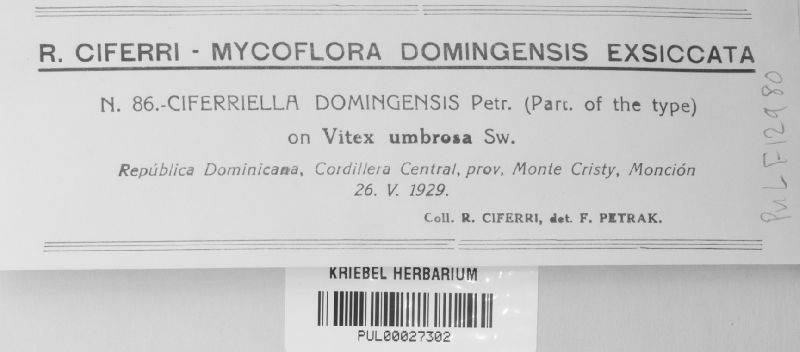 R. CIFERRI - MYCOFLORA DOMINGENSIS EXSICCATA
N. 86.-CIFERRIELLA DOMINGENSIS Petr. (Part. of the type)
on Vitex umbrosa Sw.
República Dominicana, Cordillera Central, prov. Monte Cristy, Monción
26. V. 1929.
Coll. R. CIFERRI, det. F. PETRAK.
PUL F12980
KRIEBEL HERBARIUM
PUL00027302